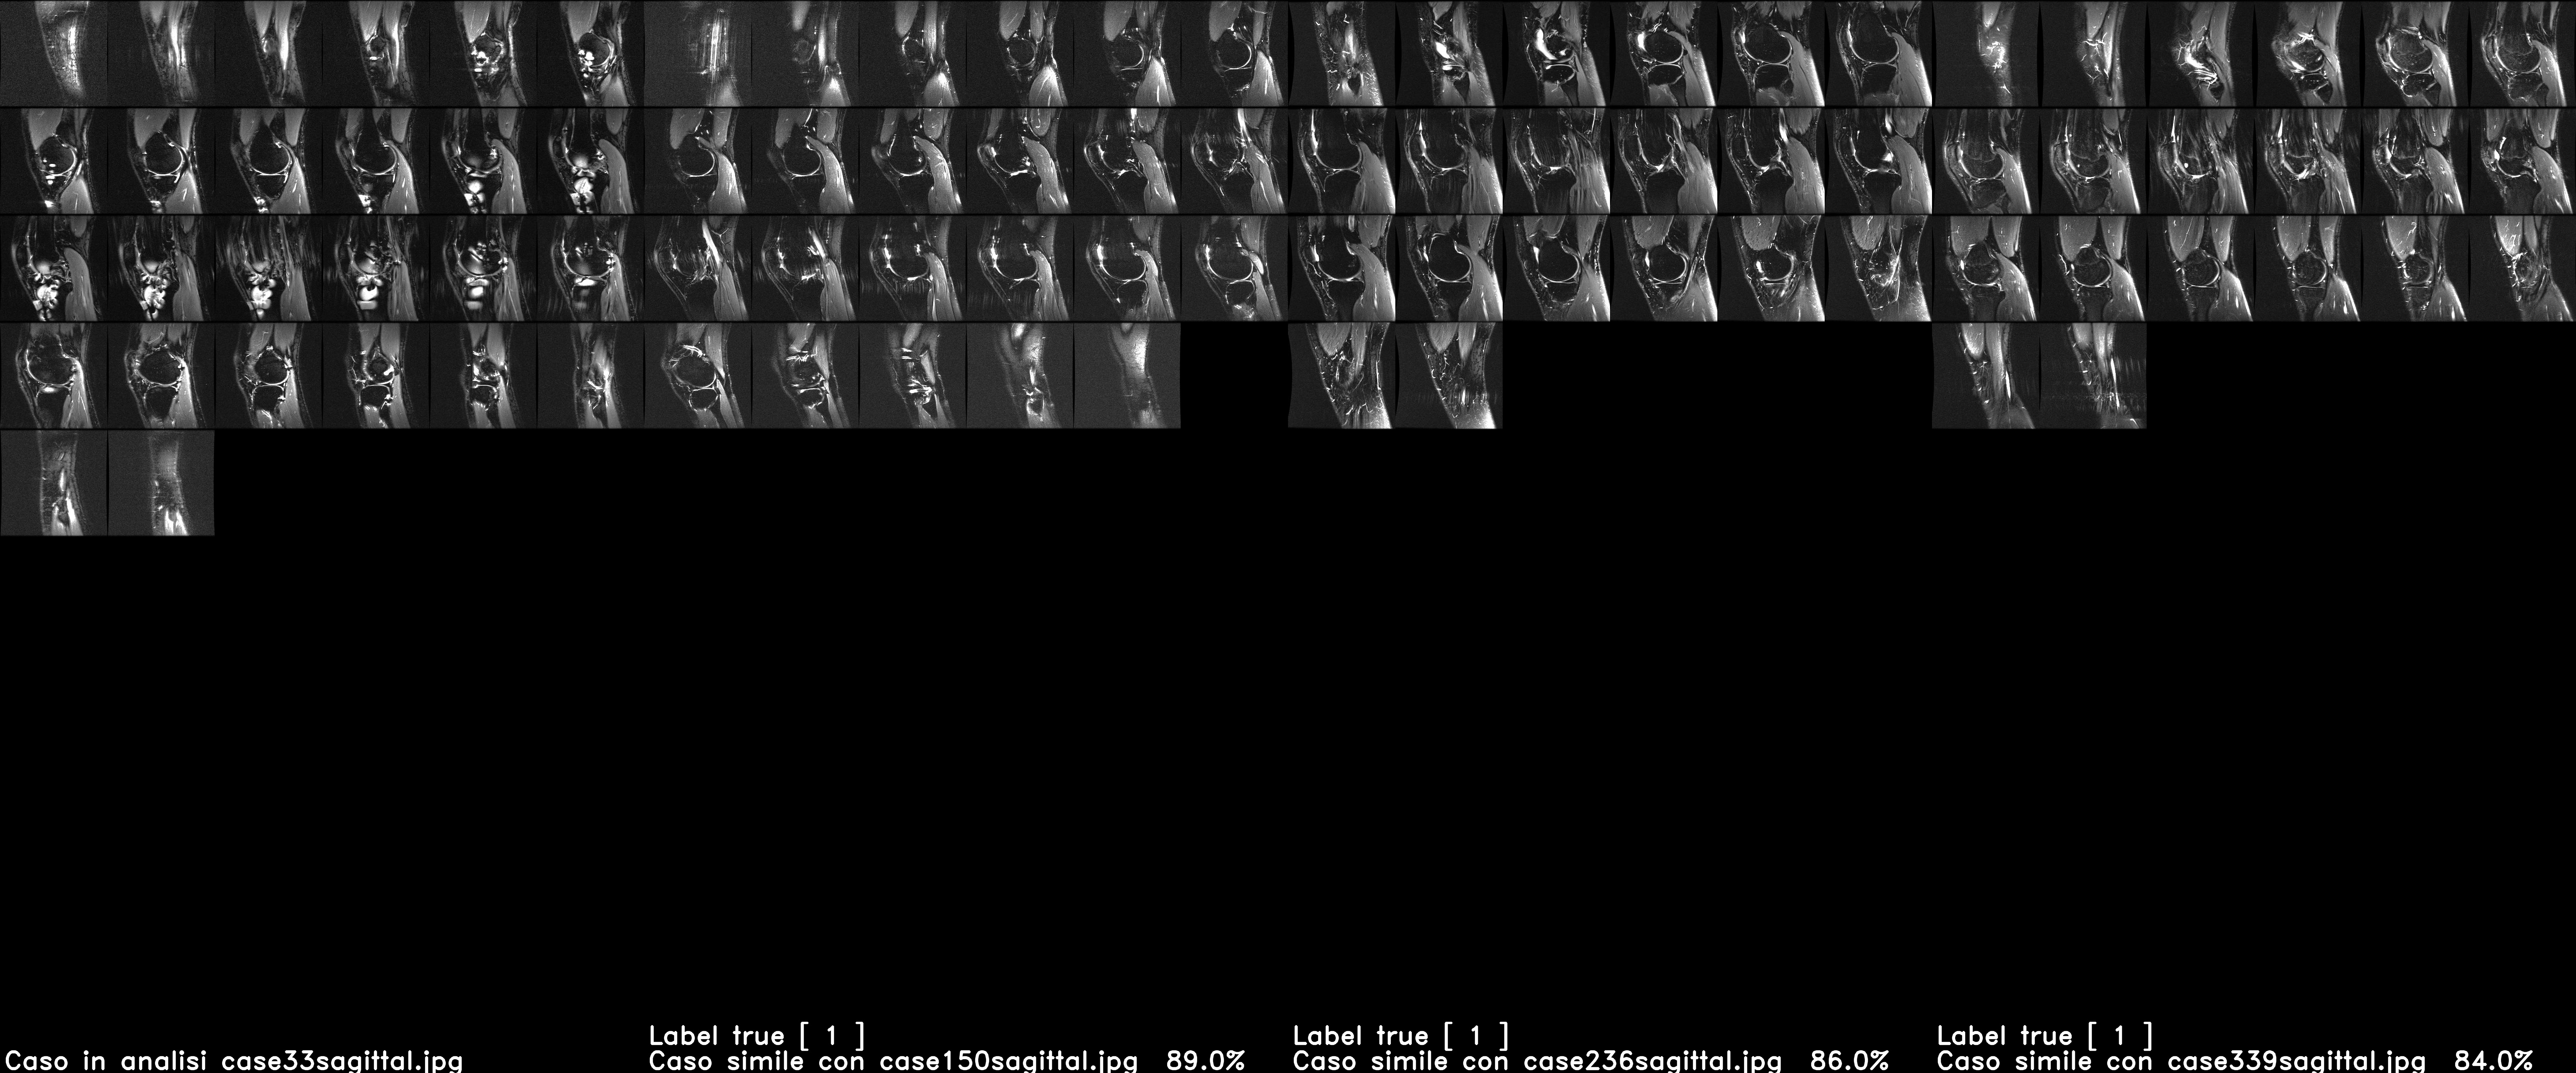 Caso in analisi case33sagittal.jpg
Label true [ 1 ]
Caso simile con case150sagittal.jpg 89.0%
Label true [ 1 ]
Caso simile con case236sagittal.jpg 86.0%
Label true [ 1 ]
Caso simile con case339sagittal.jpg 84.0%